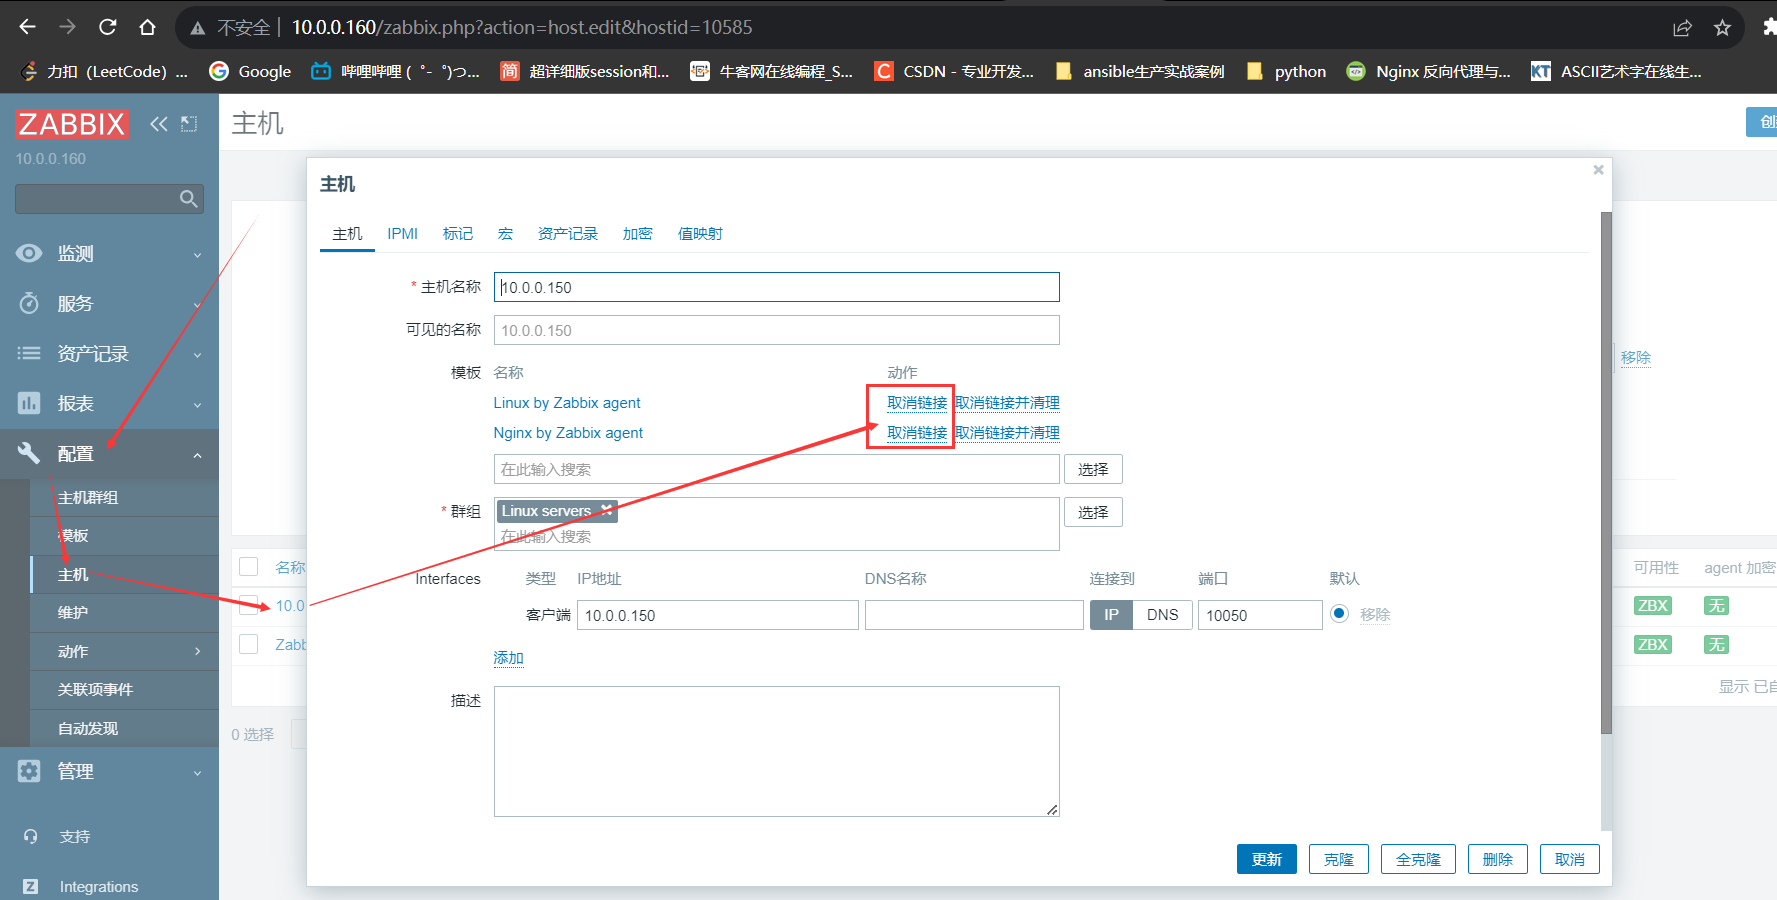 不安全 10.0.0.160/zabbix.php?action=host.edit&hostid=10585
力扣（LeetCode）... Google 哔哩哔哩 (゜-゜)つ... 超详细版session和... 牛客网在线编程_S... CSDN - 专业开发... ansible生产实战案例 python Nginx 反向代理与... ASCII艺术字在线生...
ZABBIX
10.0.0.160
监测
服务
资产记录
报表
配置
主机群组
模板
主机
维护
动作
关联项事件
自动发现
管理
支持
Integrations
主机
主机
主机 IPMI 标记 宏 资产记录 加密 值映射
* 主机名称 10.0.0.150
可见的名称 10.0.0.150
模板 名称 动作
Linux by Zabbix agent 取消链接 取消链接并清理
Nginx by Zabbix agent 取消链接 取消链接并清理
在此输入搜索 选择
* 群组 Linux servers 选择
在此输入搜索
Interfaces 类型 IP地址 DNS名称 连接到 端口 默认
客户端 10.0.0.150 IP DNS 10050 移除
添加
描述
更新 克隆 全克隆 删除 取消
移除
名称 可用性 agent 加密
10.0 ZBX 无
Zabb ZBX 无
显示 已自
0 选择